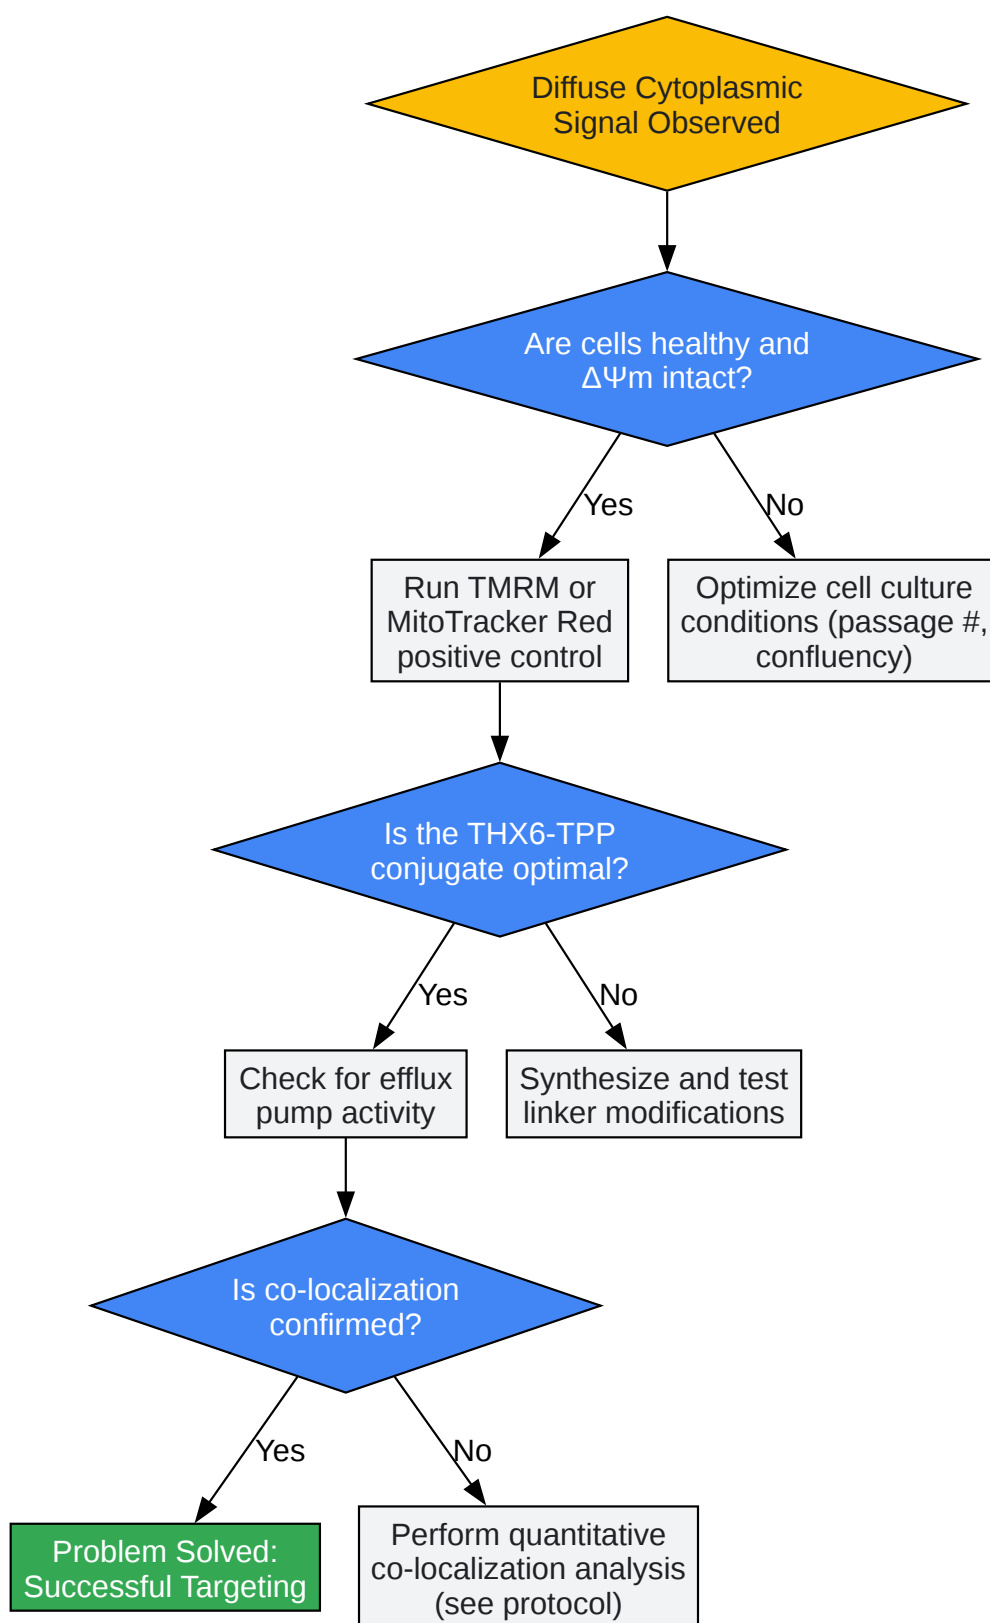 Diffuse Cytoplasmic
Signal Observed
Are cells healthy and
ΔΨm intact?
Yes
No
Run TMRM or
MitoTracker Red
positive control
Optimize cell culture
conditions (passage #,
confluency)
Is the THX6-TPP
conjugate optimal?
Yes
No
Check for efflux
pump activity
Synthesize and test
linker modifications
Is co-localization
confirmed?
Yes
No
Problem Solved:
Successful Targeting
Perform quantitative
co-localization analysis
(see protocol)